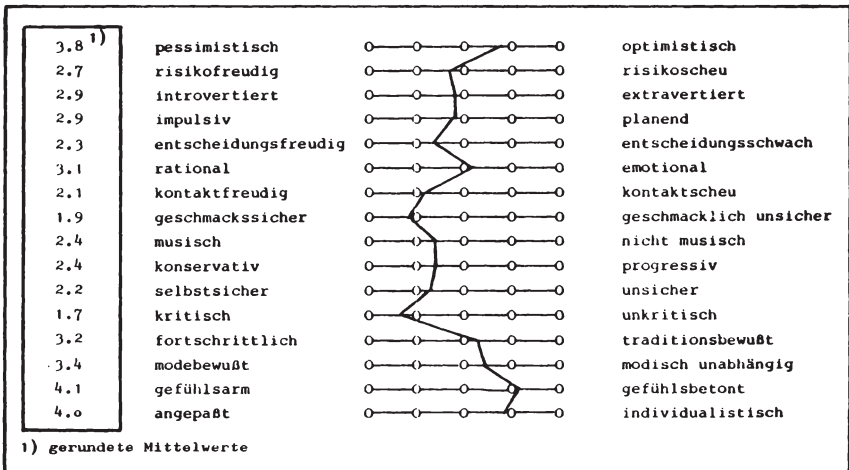 3.8 1) pessimistisch optimistisch
2.7 risikofreudig risikoscheu
2.9 introvertiert extravertiert
2.9 impulsiv planend
2.3 entscheidungsfreudig entscheidungsschwach
3.1 rational emotional
2.1 kontaktfreudig kontaktscheu
1.9 geschmackssicher geschmacklich unsicher
2.4 musisch nicht musisch
2.4 konservativ progressiv
2.2 selbstsicher unsicher
1.7 kritisch unkritisch
3.2 fortschrittlich traditionsbewußt
3.4 modebewußt modisch unabhängig
4.1 gefühlsarm gefühlsbetont
4.o angepaßt individualistisch
1) gerundete Mittelwerte